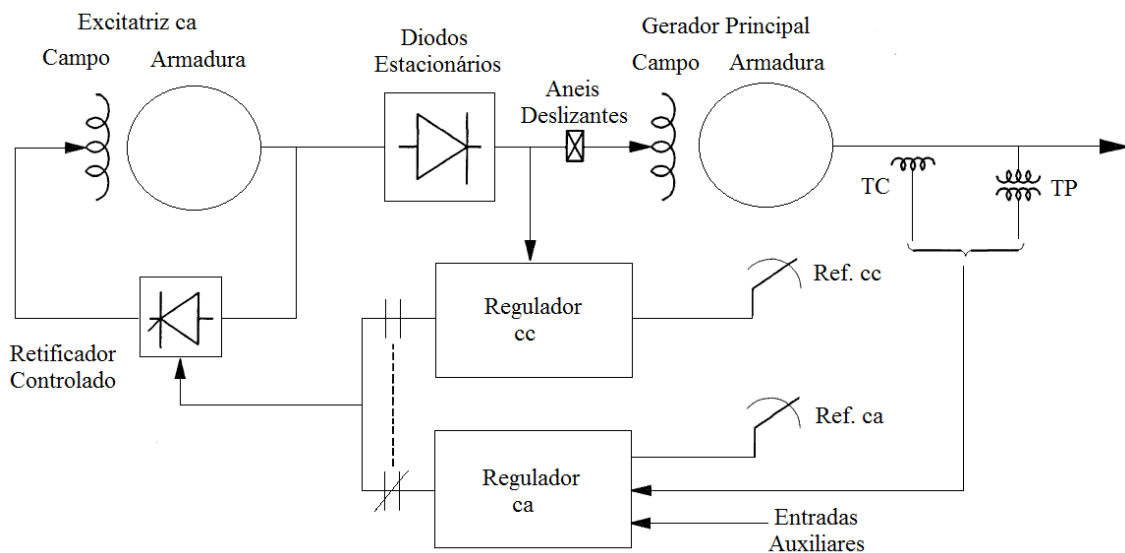 Excitatriz ca
Campo
Armadura
Diodos
Estacionários
Aneis
Deslizantes
Gerador Principal
Campo
Armadura
TC
TP
Retificador
Controlado
Regulador
cc
Ref. cc
Regulador
ca
Ref. ca
Entradas
Auxiliares